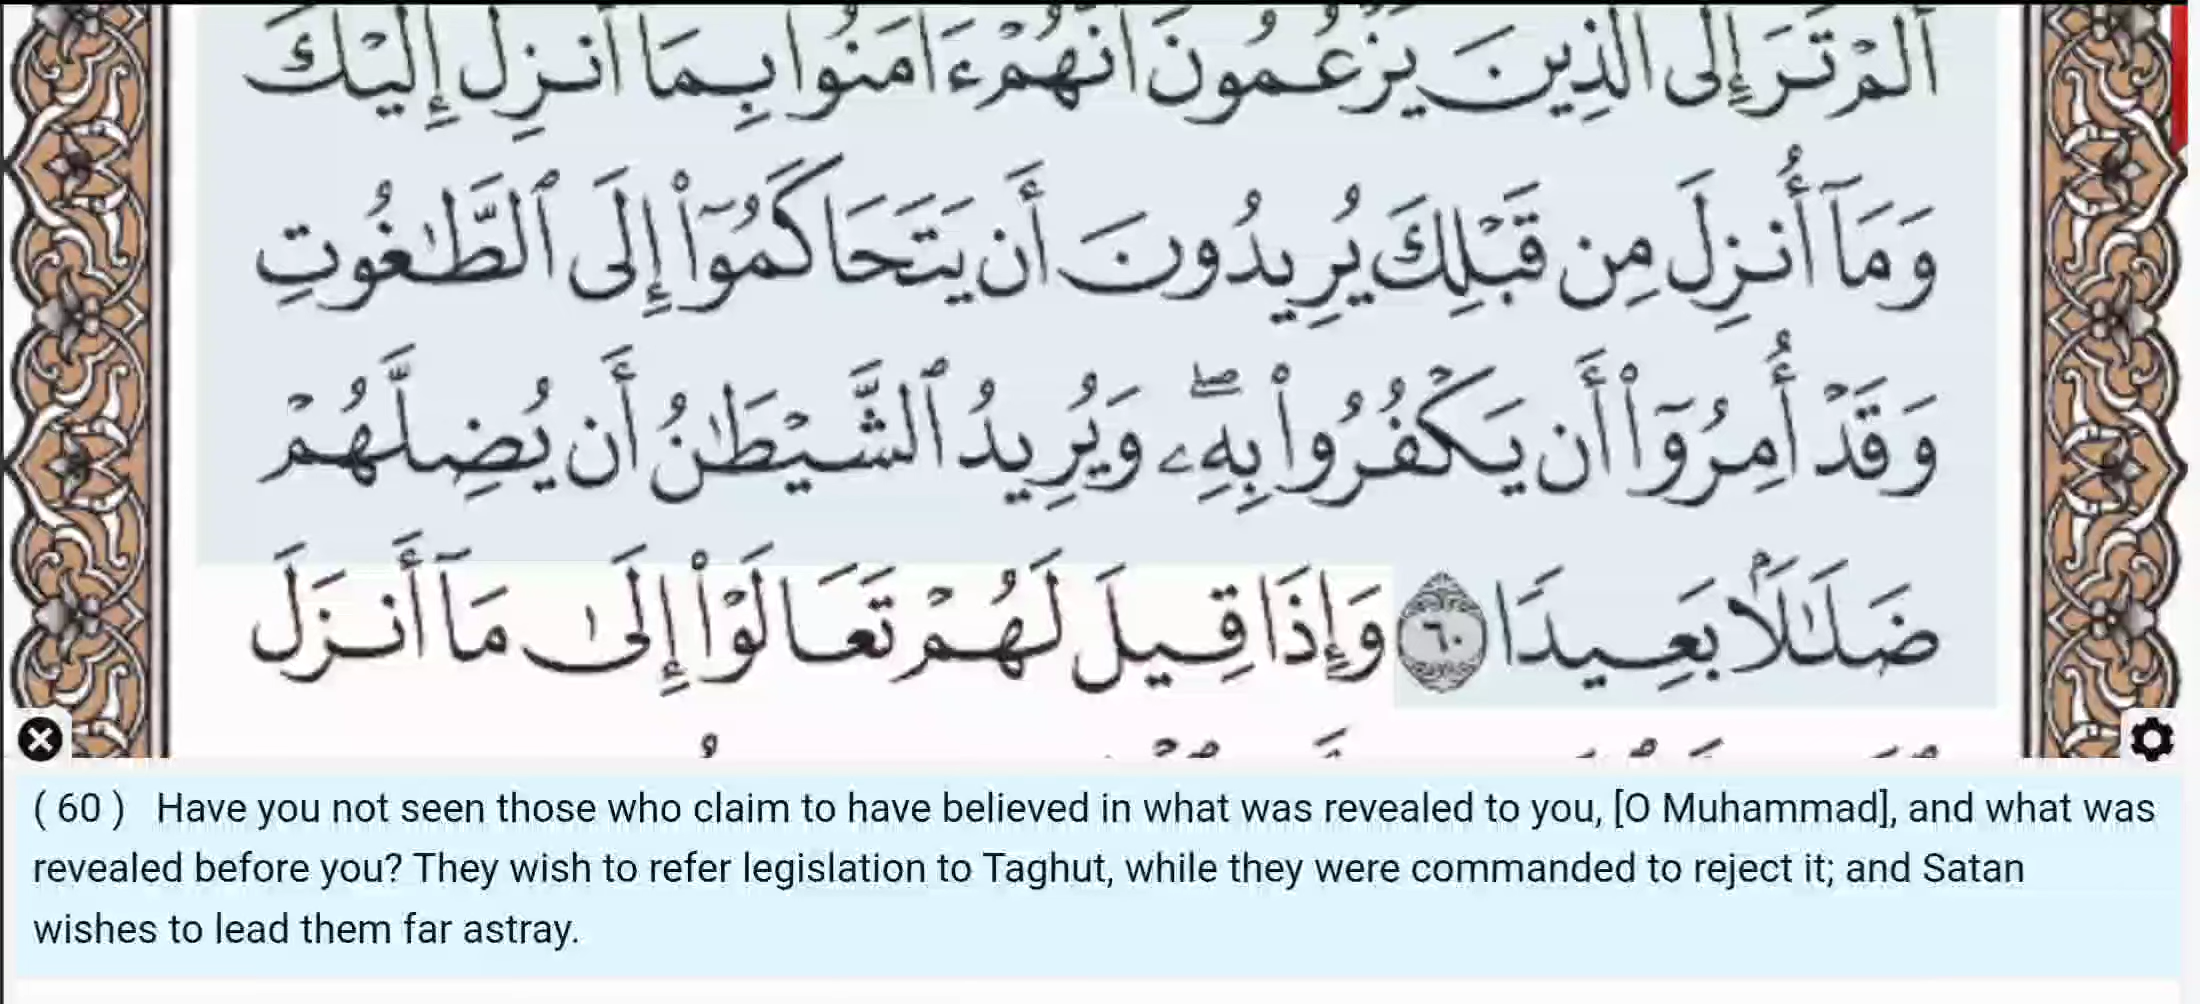 أَلَمْ تَرَ إِلَى ٱلَّذِينَ يَزْعُمُونَ أَنَّهُمْ ءَامَنُوا۟ بِمَآ أُنزِلَ إِلَيْكَ
وَمَآ أُنزِلَ مِن قَبْلِكَ يُرِيدُونَ أَن يَتَحَاكَمُوٓا۟ إِلَى ٱلطَّٰغُوتِ
وَقَدْ أُمِرُوٓا۟ أَن يَكْفُرُوا۟ بِهِۦۖ وَيُرِيدُ ٱلشَّيْطَٰنُ أَن يُضِلَّهُمْ
ضَلَٰلَۢا بَعِيدًا ٦٠ وَإِذَا قِيلَ لَهُمْ تَعَالَوْا۟ إِلَىٰ مَآ أَنزَلَ
( 60 ) Have you not seen those who claim to have believed in what was revealed to you, [O Muhammad], and what was
revealed before you? They wish to refer legislation to Taghut, while they were commanded to reject it; and Satan
wishes to lead them far astray.